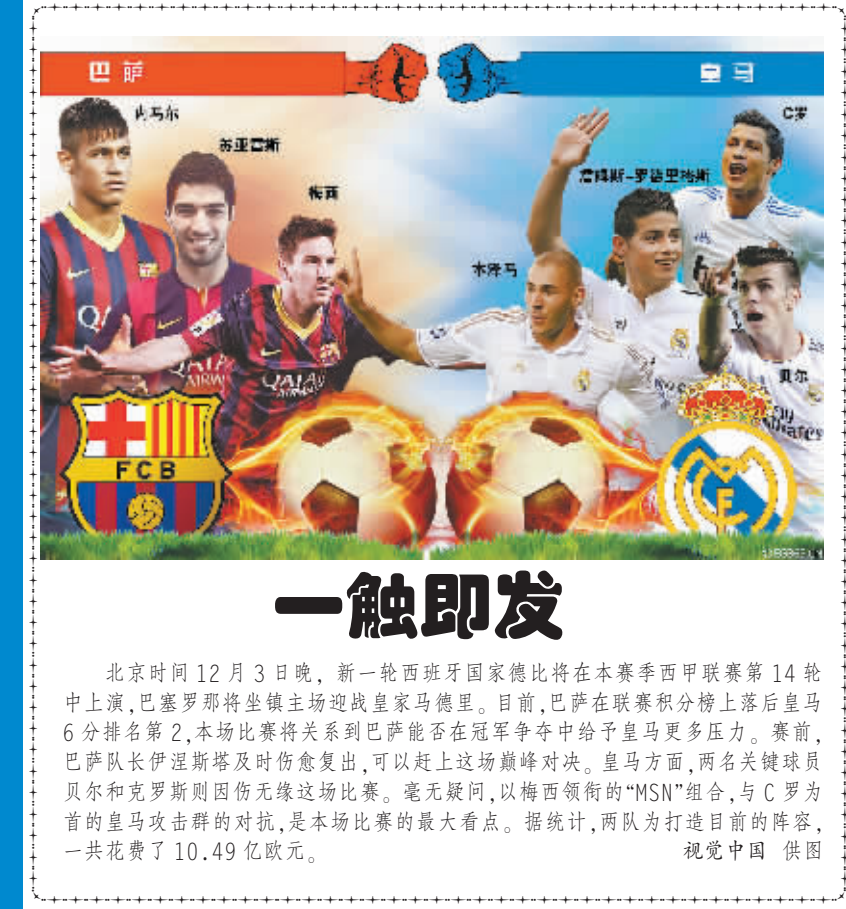 巴萨
皇马
内马尔
C罗
苏亚雷斯
詹姆斯-罗德里格斯
梅西
本泽马
贝尔
FCB
一触即发
北京时间12月3日晚，新一轮西班牙国家德比将在本赛季西甲联赛第14轮
中上演,巴塞罗那将坐镇主场迎战皇家马德里。目前,巴萨在联赛积分榜上落后皇马
6分排名第2,本场比赛将关系到巴萨能否在冠军争夺中给予皇马更多压力。赛前,
巴萨队长伊涅斯塔及时伤愈复出,可以赶上这场巅峰对决。皇马方面,两名关键球员
贝尔和克罗斯则因伤无缘这场比赛。毫无疑问,以梅西领衔的“MSN”组合,与C罗为
首的皇马攻击群的对抗,是本场比赛的最大看点。据统计,两队为打造目前的阵容,
一共花费了10.49亿欧元。 视觉中国 供图